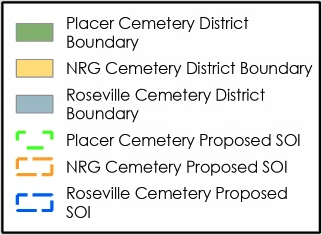 Placer Cemetery District
Boundary
NRG Cemetery District Boundary
Roseville Cemetery District
Boundary
Placer Cemetery Proposed SOI
NRG Cemetery Proposed SOI
Roseville Cemetery Proposed
SOI